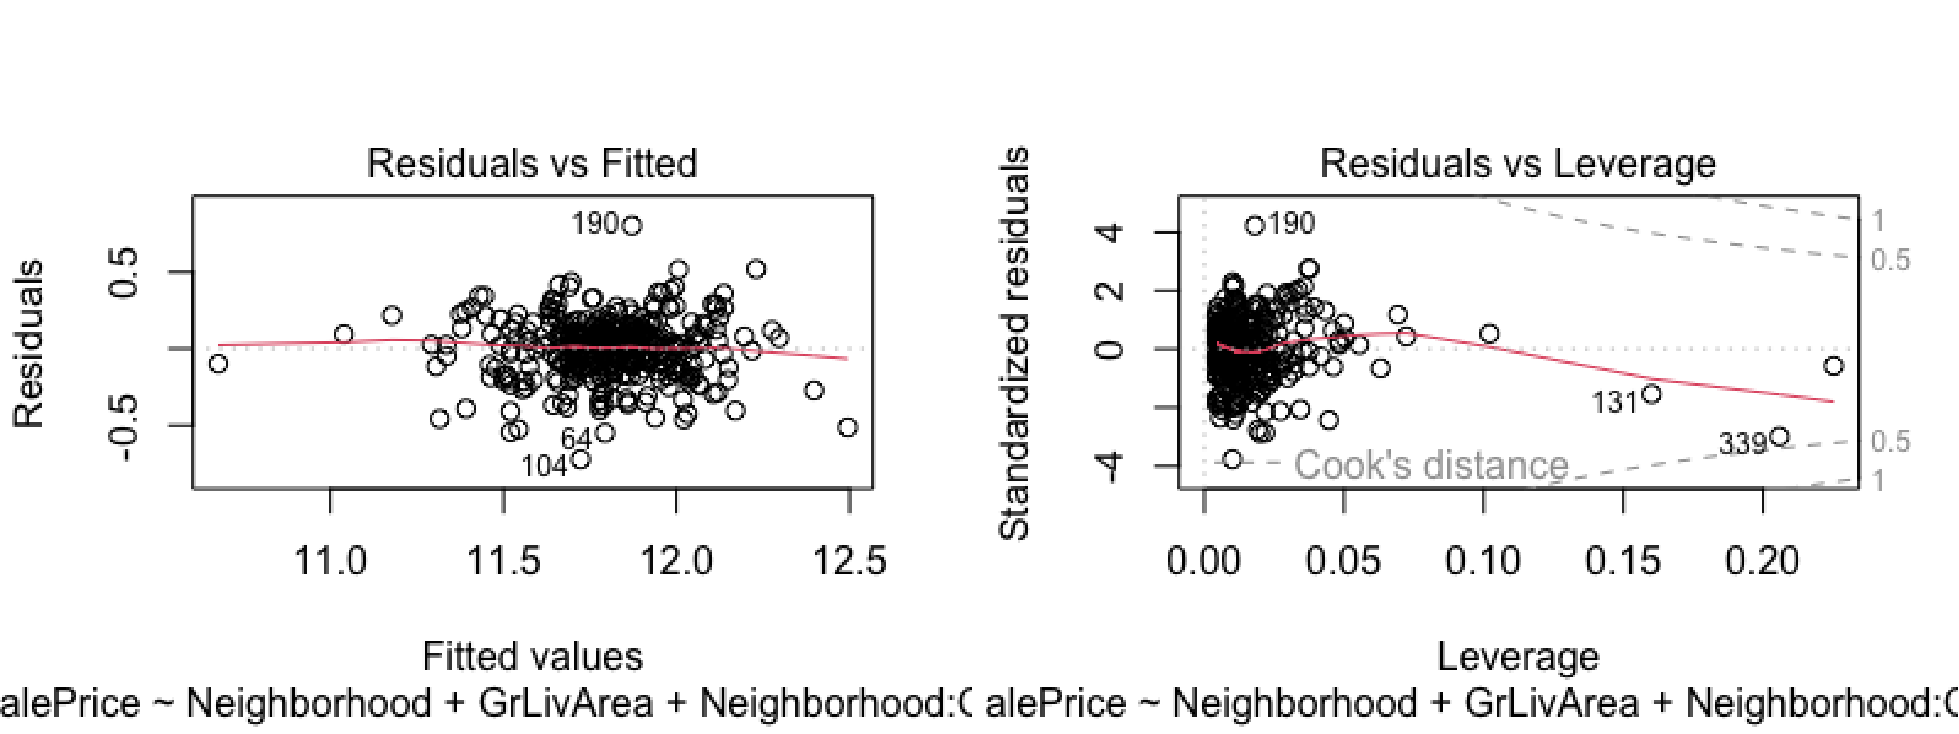 Residuals vs Fitted
Residuals
0.5
-0.5
190
64
104
11.0 11.5 12.0 12.5
Fitted values
alePrice ~ Neighborhood + GrLivArea + Neighborhood:G
Residuals vs Leverage
Standardized residuals
4
2
0
-4
190
131
339
Cook's distance
1
0.5
0.5
1
0.00 0.05 0.10 0.15 0.20
Leverage
alePrice ~ Neighborhood + GrLivArea + Neighborhood:G